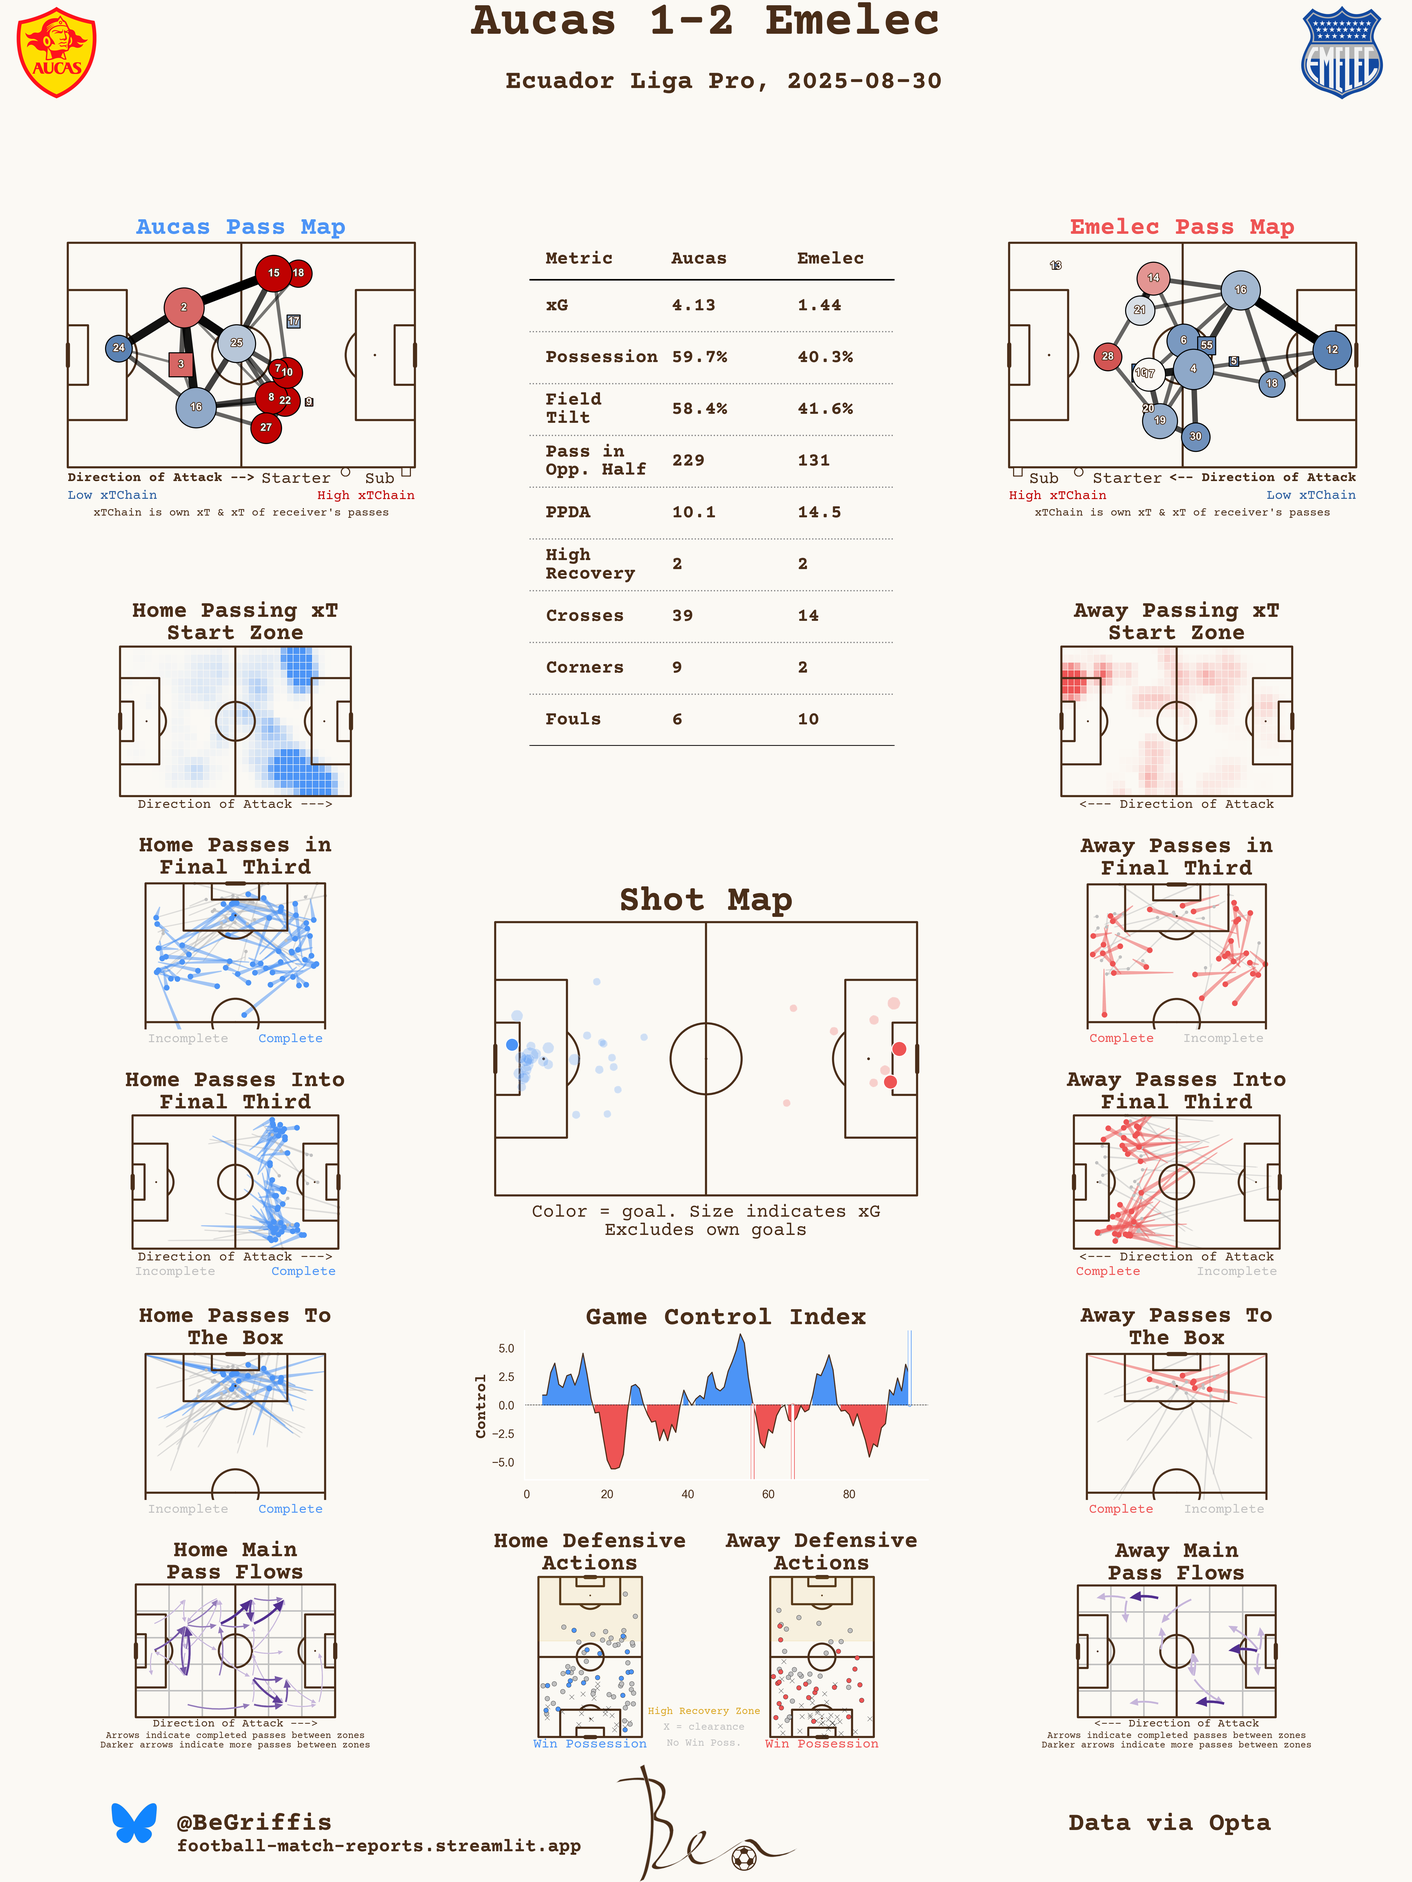 Aucas 1-2 Emelec
Ecuador Liga Pro, 2025-08-30
AUCAS
EMELEC
Aucas Pass Map
24
2
3
16
25
15
18
17
7
10
8
22
9
27
Direction of Attack --> Starter Sub
Low xTChain High xTChain
xTChain is own xT & xT of receiver's passes
Metric Aucas Emelec
xG 4.13 1.44
Possession 59.7% 40.3%
Field
Tilt 58.4% 41.6%
Pass in
Opp. Half 229 131
PPDA 10.1 14.5
High
Recovery 2 2
Crosses 39 14
Corners 9 2
Fouls 6 10
Emelec Pass Map
13
14
16
21
6
55
12
28
17
4
5
18
20
19
30
Sub Starter <-- Direction of Attack
High xTChain Low xTChain
xTChain is own xT & xT of receiver's passes
Home Passing xT
Start Zone
Direction of Attack --->
Away Passing xT
Start Zone
<--- Direction of Attack
Home Passes in
Final Third
Incomplete Complete
Away Passes in
Final Third
Complete Incomplete
Shot Map
Color = goal. Size indicates xG
Excludes own goals
Home Passes Into
Final Third
Direction of Attack --->
Incomplete Complete
Away Passes Into
Final Third
<--- Direction of Attack
Complete Incomplete
Home Passes To
The Box
Incomplete Complete
Game Control Index
Control
5.0
2.5
0.0
−2.5
−5.0
0 20 40 60 80
Away Passes To
The Box
Complete Incomplete
Home Main
Pass Flows
Direction of Attack --->
Arrows indicate completed passes between zones
Darker arrows indicate more passes between zones
Home Defensive
Actions
Win Possession
Away Defensive
Actions
Win Possession
High Recovery Zone
X = clearance
No Win Poss.
Away Main
Pass Flows
<--- Direction of Attack
Arrows indicate completed passes between zones
Darker arrows indicate more passes between zones
@BeGriffis
football-match-reports.streamlit.app
Ben
Data via Opta